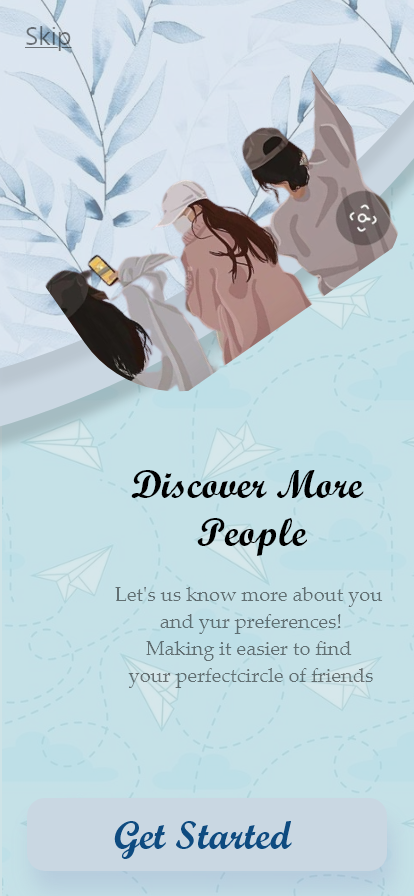 Skip
Discover More
People
Let's us know more about you
and yur preferences!
Making it easier to find
your perfectcircle of friends
Get Started